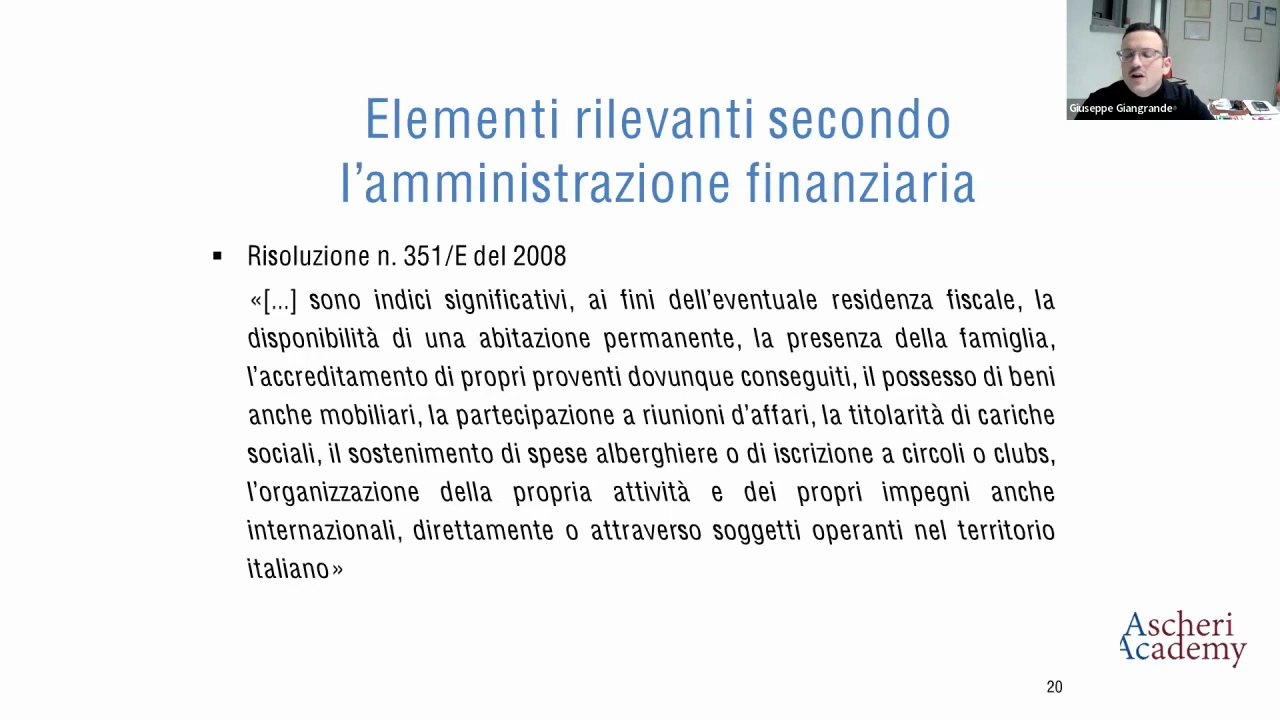 Giuseppe Giangrande
Elementi rilevanti secondo
l’amministrazione finanziaria
▪ Risoluzione n. 351/E del 2008
«[...] sono indici significativi, ai fini dell’eventuale residenza fiscale, la
disponibilità di una abitazione permanente, la presenza della famiglia,
l’accreditamento di propri proventi dovunque conseguiti, il possesso di beni
anche mobiliari, la partecipazione a riunioni d’affari, la titolarità di cariche
sociali, il sostenimento di spese alberghiere o di iscrizione a circoli o clubs,
l’organizzazione della propria attività e dei propri impegni anche
internazionali, direttamente o attraverso soggetti operanti nel territorio
italiano»
Ascheri
Academy
20